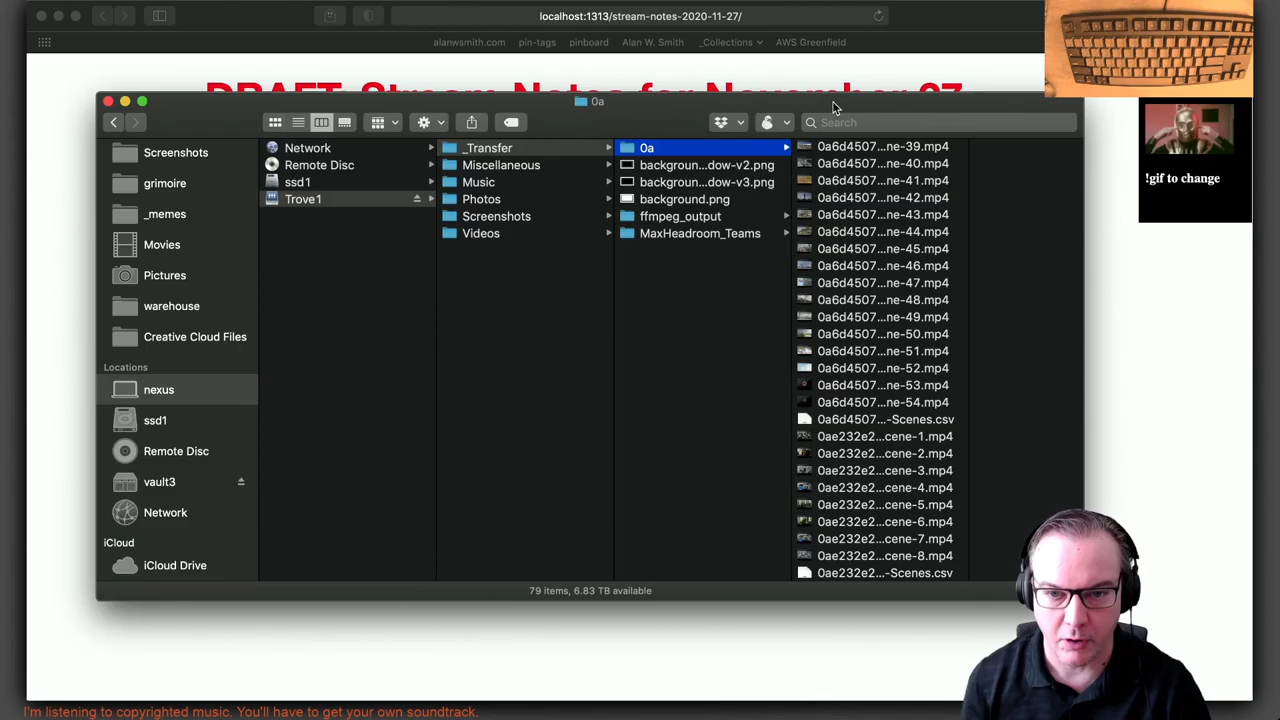 localhost:1313/stream-notes-2020-11-27/
alanwsmith.com pin-tags pinboard Alan W. Smith _Collections AWS Greenfield
DRAFT Stream Notes for November 27
0a
Search
Screenshots
grimoire
_memes
Movies
Pictures
warehouse
Creative Cloud Files
Locations
nexus
ssd1
Remote Disc
vault3
Network
iCloud
iCloud Drive
Network
Remote Disc
ssd1
Trove1
_Transfer
Miscellaneous
Music
Photos
Screenshots
Videos
0a
backgroun...dow-v2.png
backgroun...dow-v3.png
background.png
ffmpeg_output
MaxHeadroom_Teams
0a6d4507...ne-39.mp4
0a6d4507...ne-40.mp4
0a6d4507...ne-41.mp4
0a6d4507...ne-42.mp4
0a6d4507...ne-43.mp4
0a6d4507...ne-44.mp4
0a6d4507...ne-45.mp4
0a6d4507...ne-46.mp4
0a6d4507...ne-47.mp4
0a6d4507...ne-48.mp4
0a6d4507...ne-49.mp4
0a6d4507...ne-50.mp4
0a6d4507...ne-51.mp4
0a6d4507...ne-52.mp4
0a6d4507...ne-53.mp4
0a6d4507...ne-54.mp4
0a6d4507...-Scenes.csv
0ae232e2...cene-1.mp4
0ae232e2...cene-2.mp4
0ae232e2...cene-3.mp4
0ae232e2...cene-4.mp4
0ae232e2...cene-5.mp4
0ae232e2...cene-6.mp4
0ae232e2...cene-7.mp4
0ae232e2...cene-8.mp4
0ae232e2...-Scenes.csv
79 items, 6.83 TB available
!gif to change
I'm listening to copyrighted music. You'll have to get your own soundtrack.